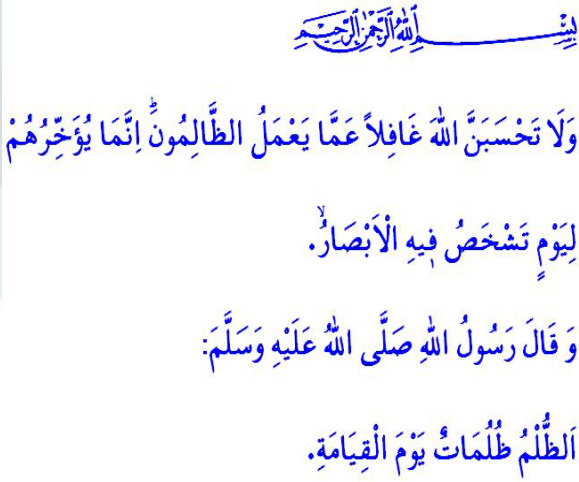 بِسْمِ اللّٰهِ الرَّحْمٰنِ الرَّحِيمِ
وَلَا تَحْسَبَنَّ اللّٰهَ غَافِلاً عَمَّا يَعْمَلُ الظَّالِمُونَۜ اِنَّمَا يُؤَخِّرُهُمْ
لِيَوْمٍ تَشْخَصُ فِيهِ الْاَبْصَارُۙ.
وَ قَالَ رَسُولُ اللّٰهِ صَلَّى اللّٰهُ عَلَيْهِ وَسَلَّمَ:
اَلظُّلْمُ ظُلُمَاتٌ يَوْمَ الْقِيَامَةِ.